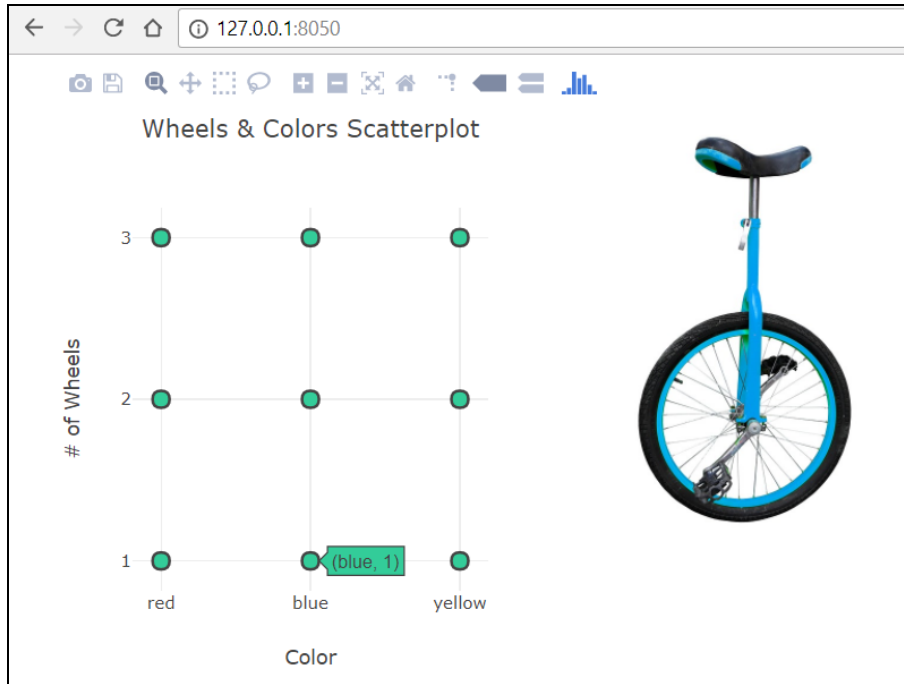 127.0.0.1:8050
Wheels & Colors Scatterplot
3
2
1
# of Wheels
(blue, 1)
red blue yellow
Color